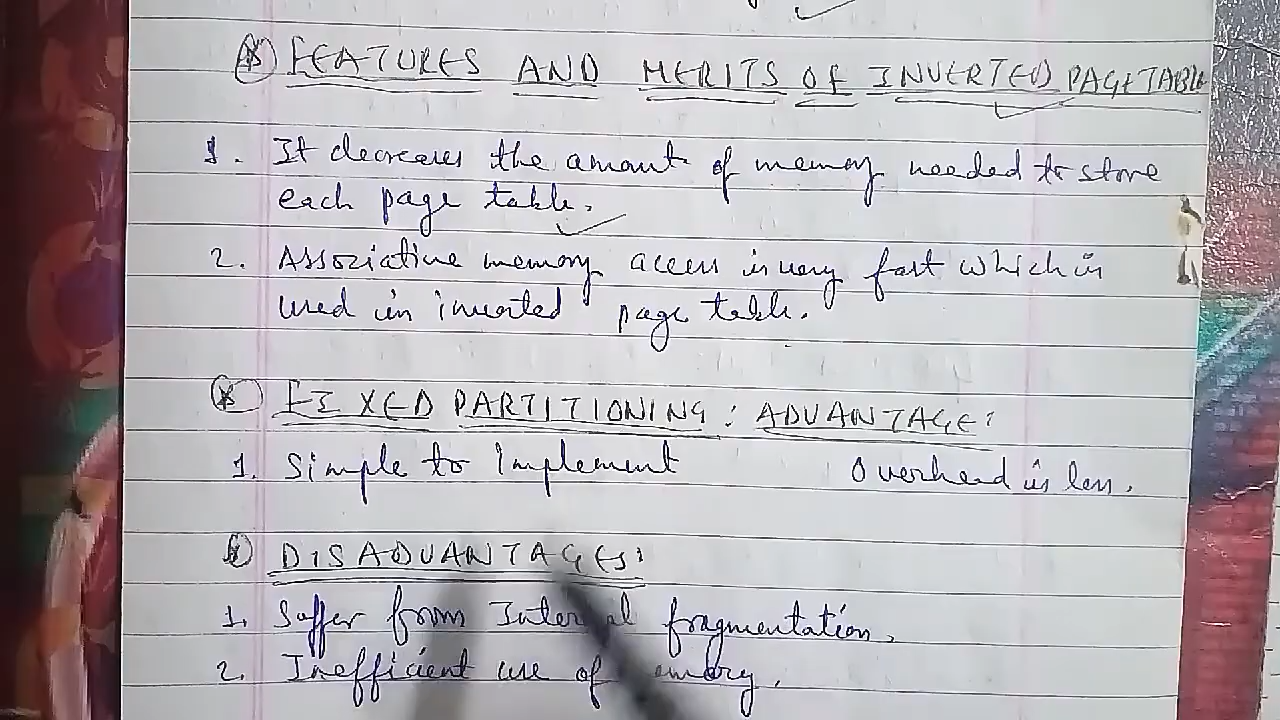 FEATURES AND MERITS OF INVERTED PAGE TABLE
1. It decreases the amount of memory needed to store
each page table.
2. Associative memory access is very fast which is
used in inverted page table.
FIXED PARTITIONING: ADVANTAGE:
1. Simple to Implement Overhead is less.
DISADVANTAGES:
1. Suffer from Internal fragmentation.
2. Inefficient use of memory.